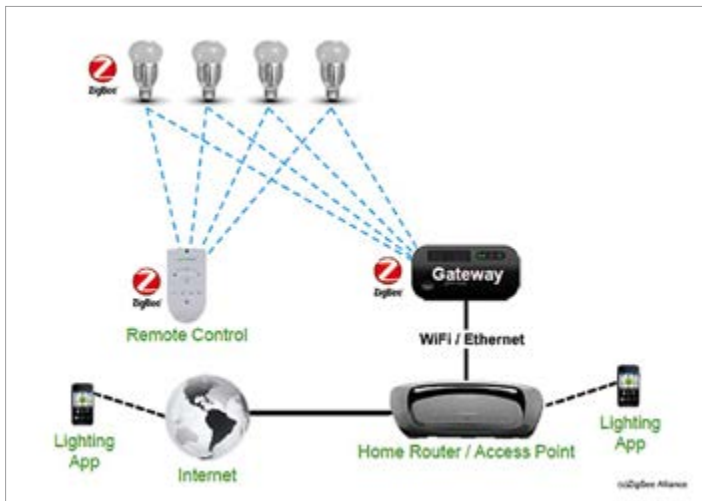 ZigBee
Gateway
ZigBee
ZigBee
Remote Control
WiFi / Ethernet
Lighting
App
Internet
Home Router / Access Point
Lighting
App
(c)ZigBee Alliance